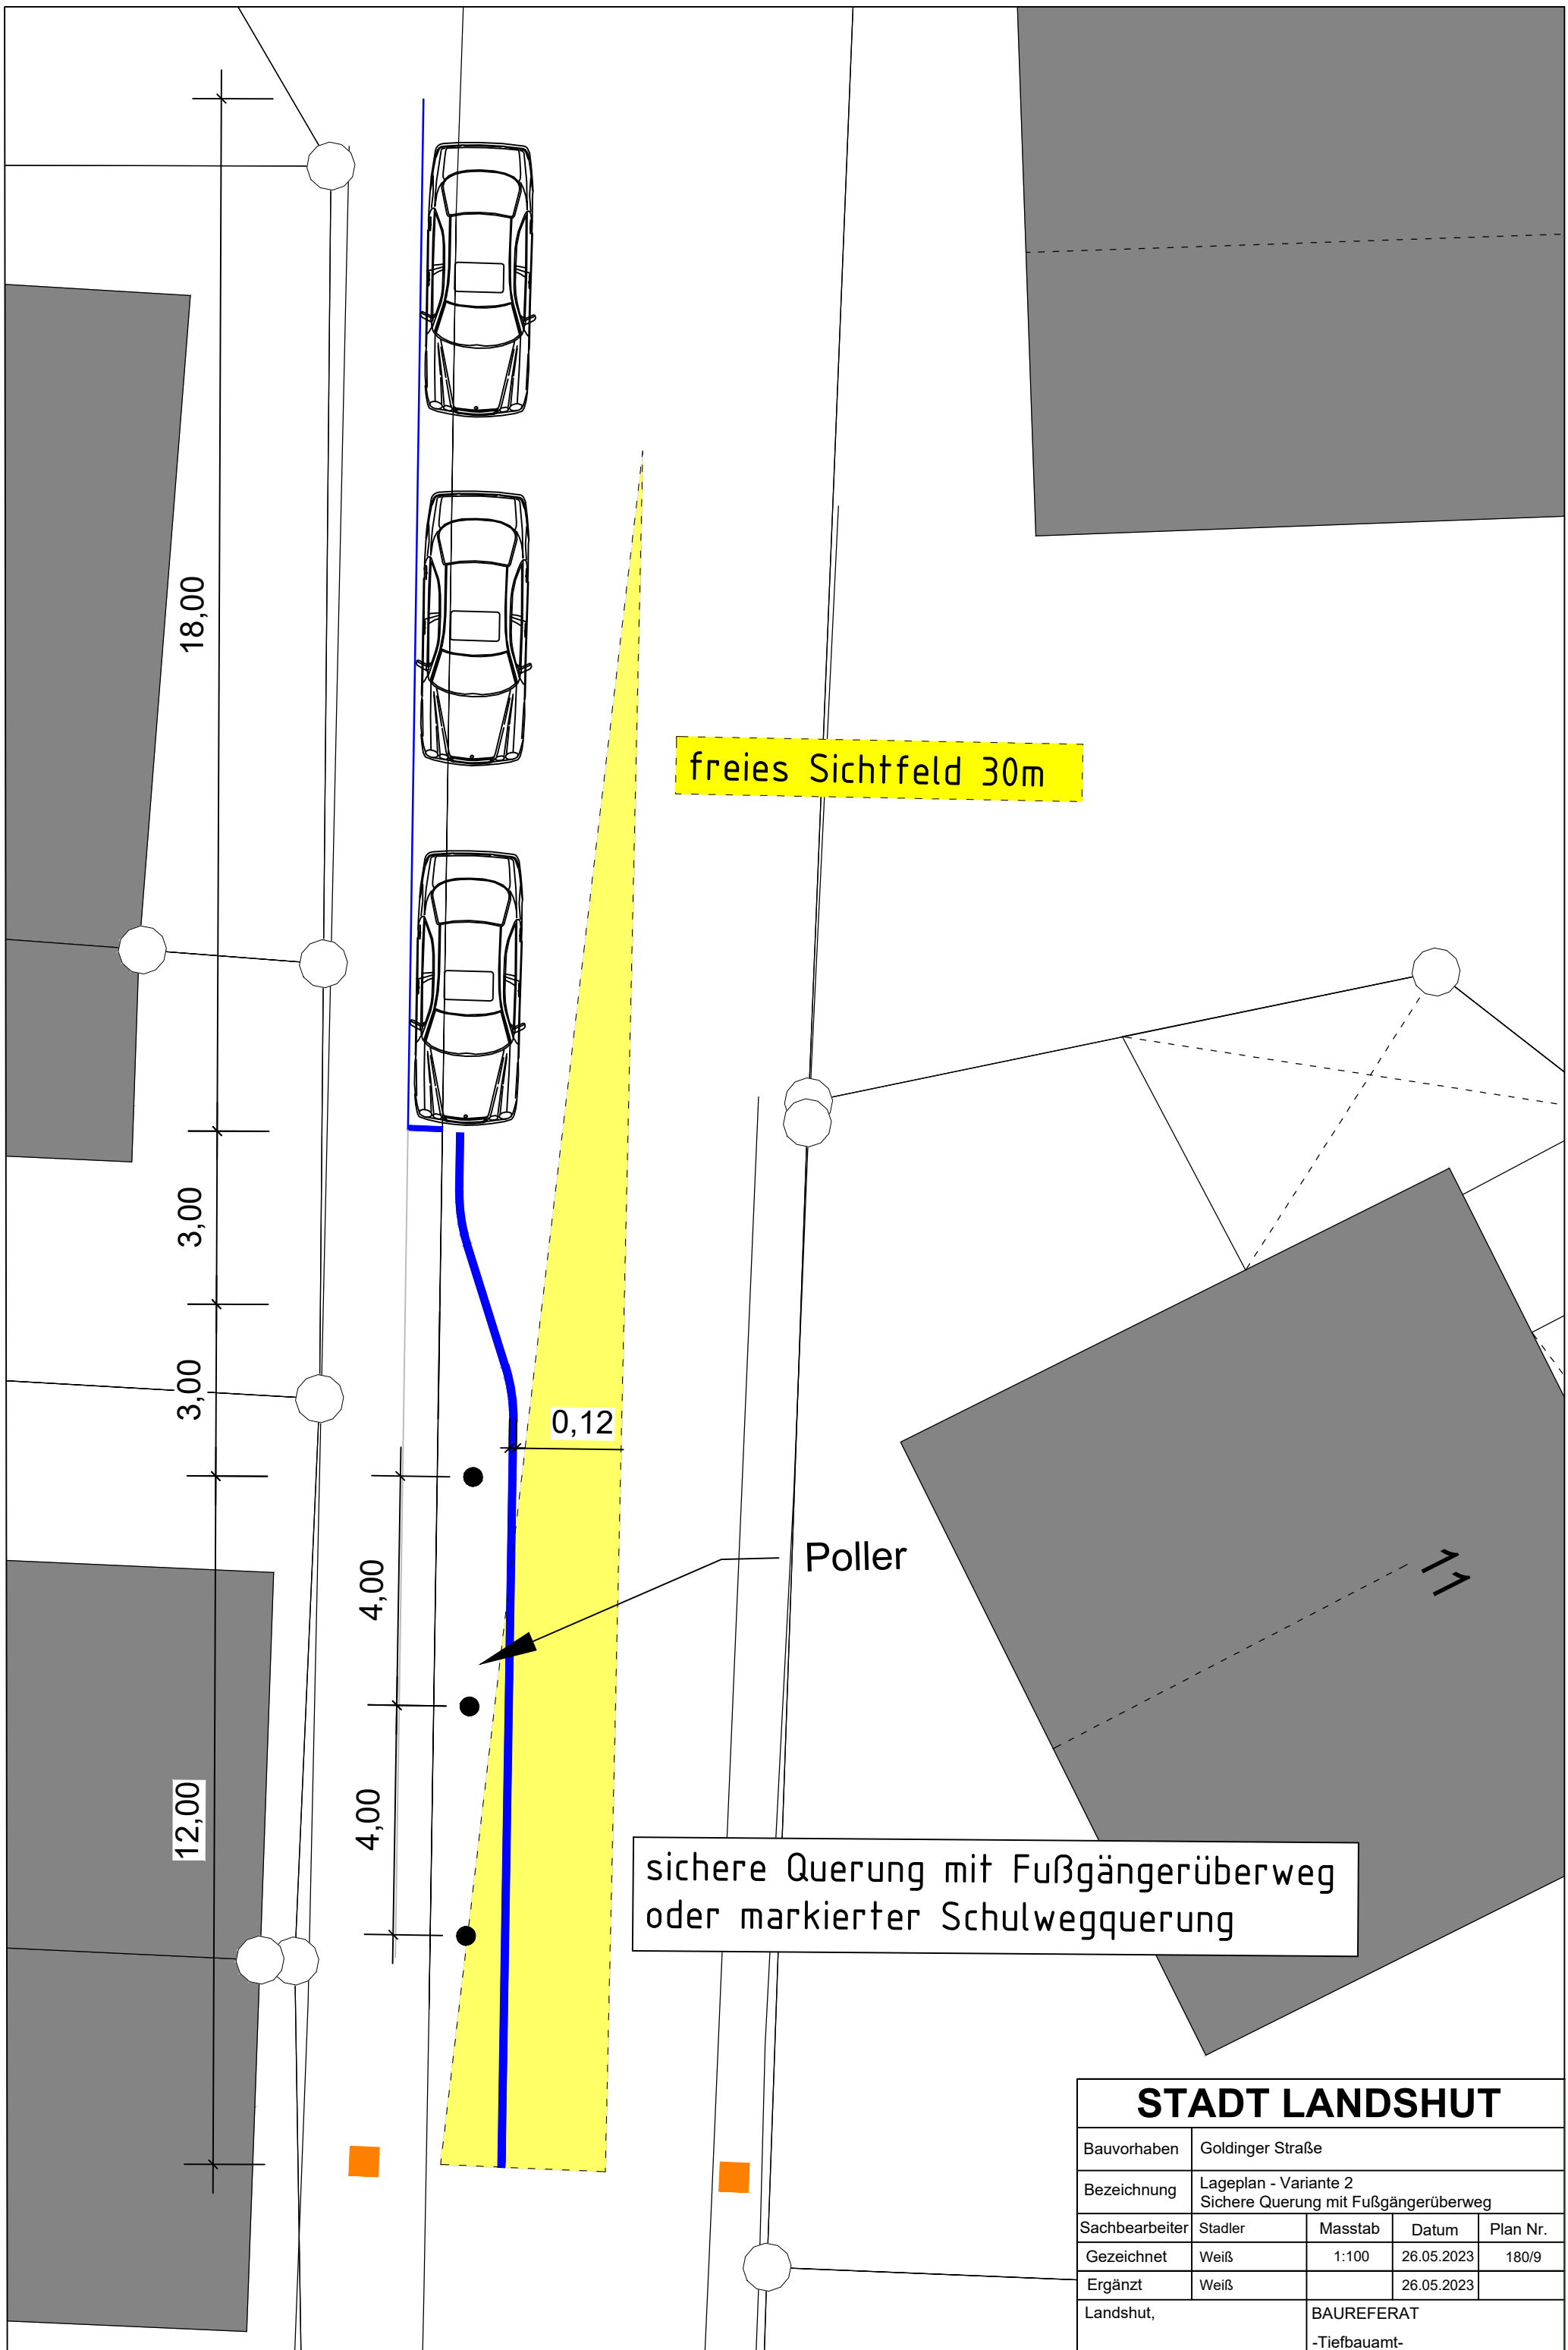 18,00
freies Sichtfeld 30m
3,00
3,00
0,12
4,00
Poller
11
12,00
4,00
sichere Querung mit Fußgängerüberweg
oder markierter Schulwegquerung
STADT LANDSHUT
Bauvorhaben Goldinger Straße
Bezeichnung Lageplan - Variante 2
Sichere Querung mit Fußgängerüberweg
Sachbearbeiter Stadler Masstab Datum Plan Nr.
Gezeichnet Weiß 1:100 26.05.2023 180/9
Ergänzt Weiß 26.05.2023
Landshut, BAUREFERAT
-Tiefbauamt-